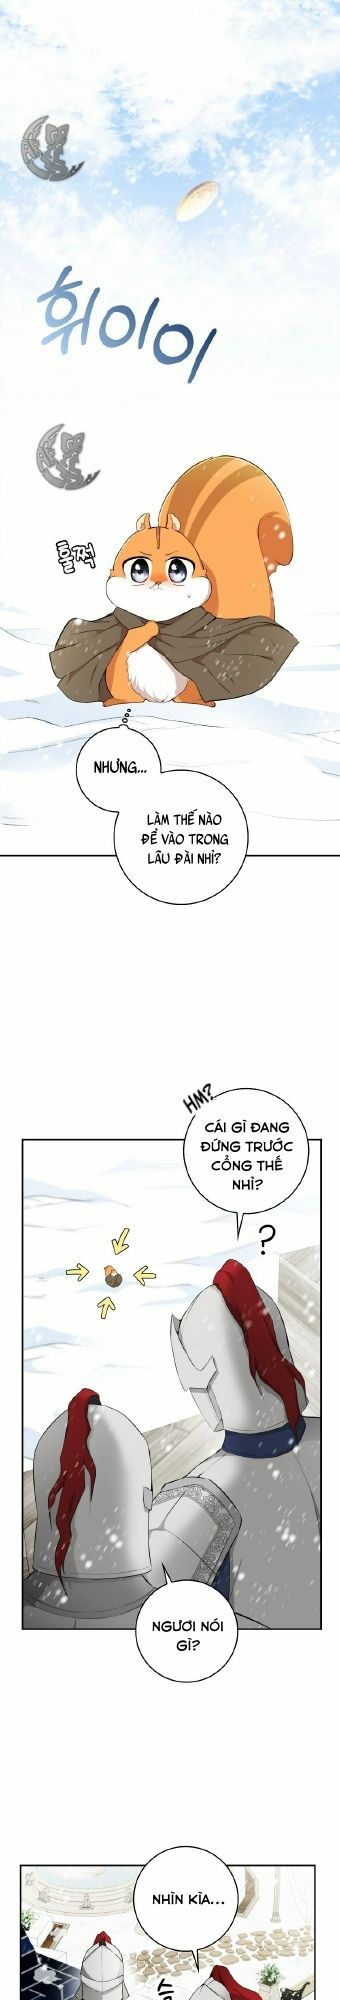 휘이이
훌쩍
NHƯNG...
LÀM THẾ NÀO
ĐỂ VÀO TRONG
LÂU ĐÀI NHỈ?
HM?
CÁI GÌ ĐANG
ĐỨNG TRƯỚC
CỔNG THẾ
NHỈ?
?
NGƯƠI NÓI
GÌ?
NHÌN KÌA...